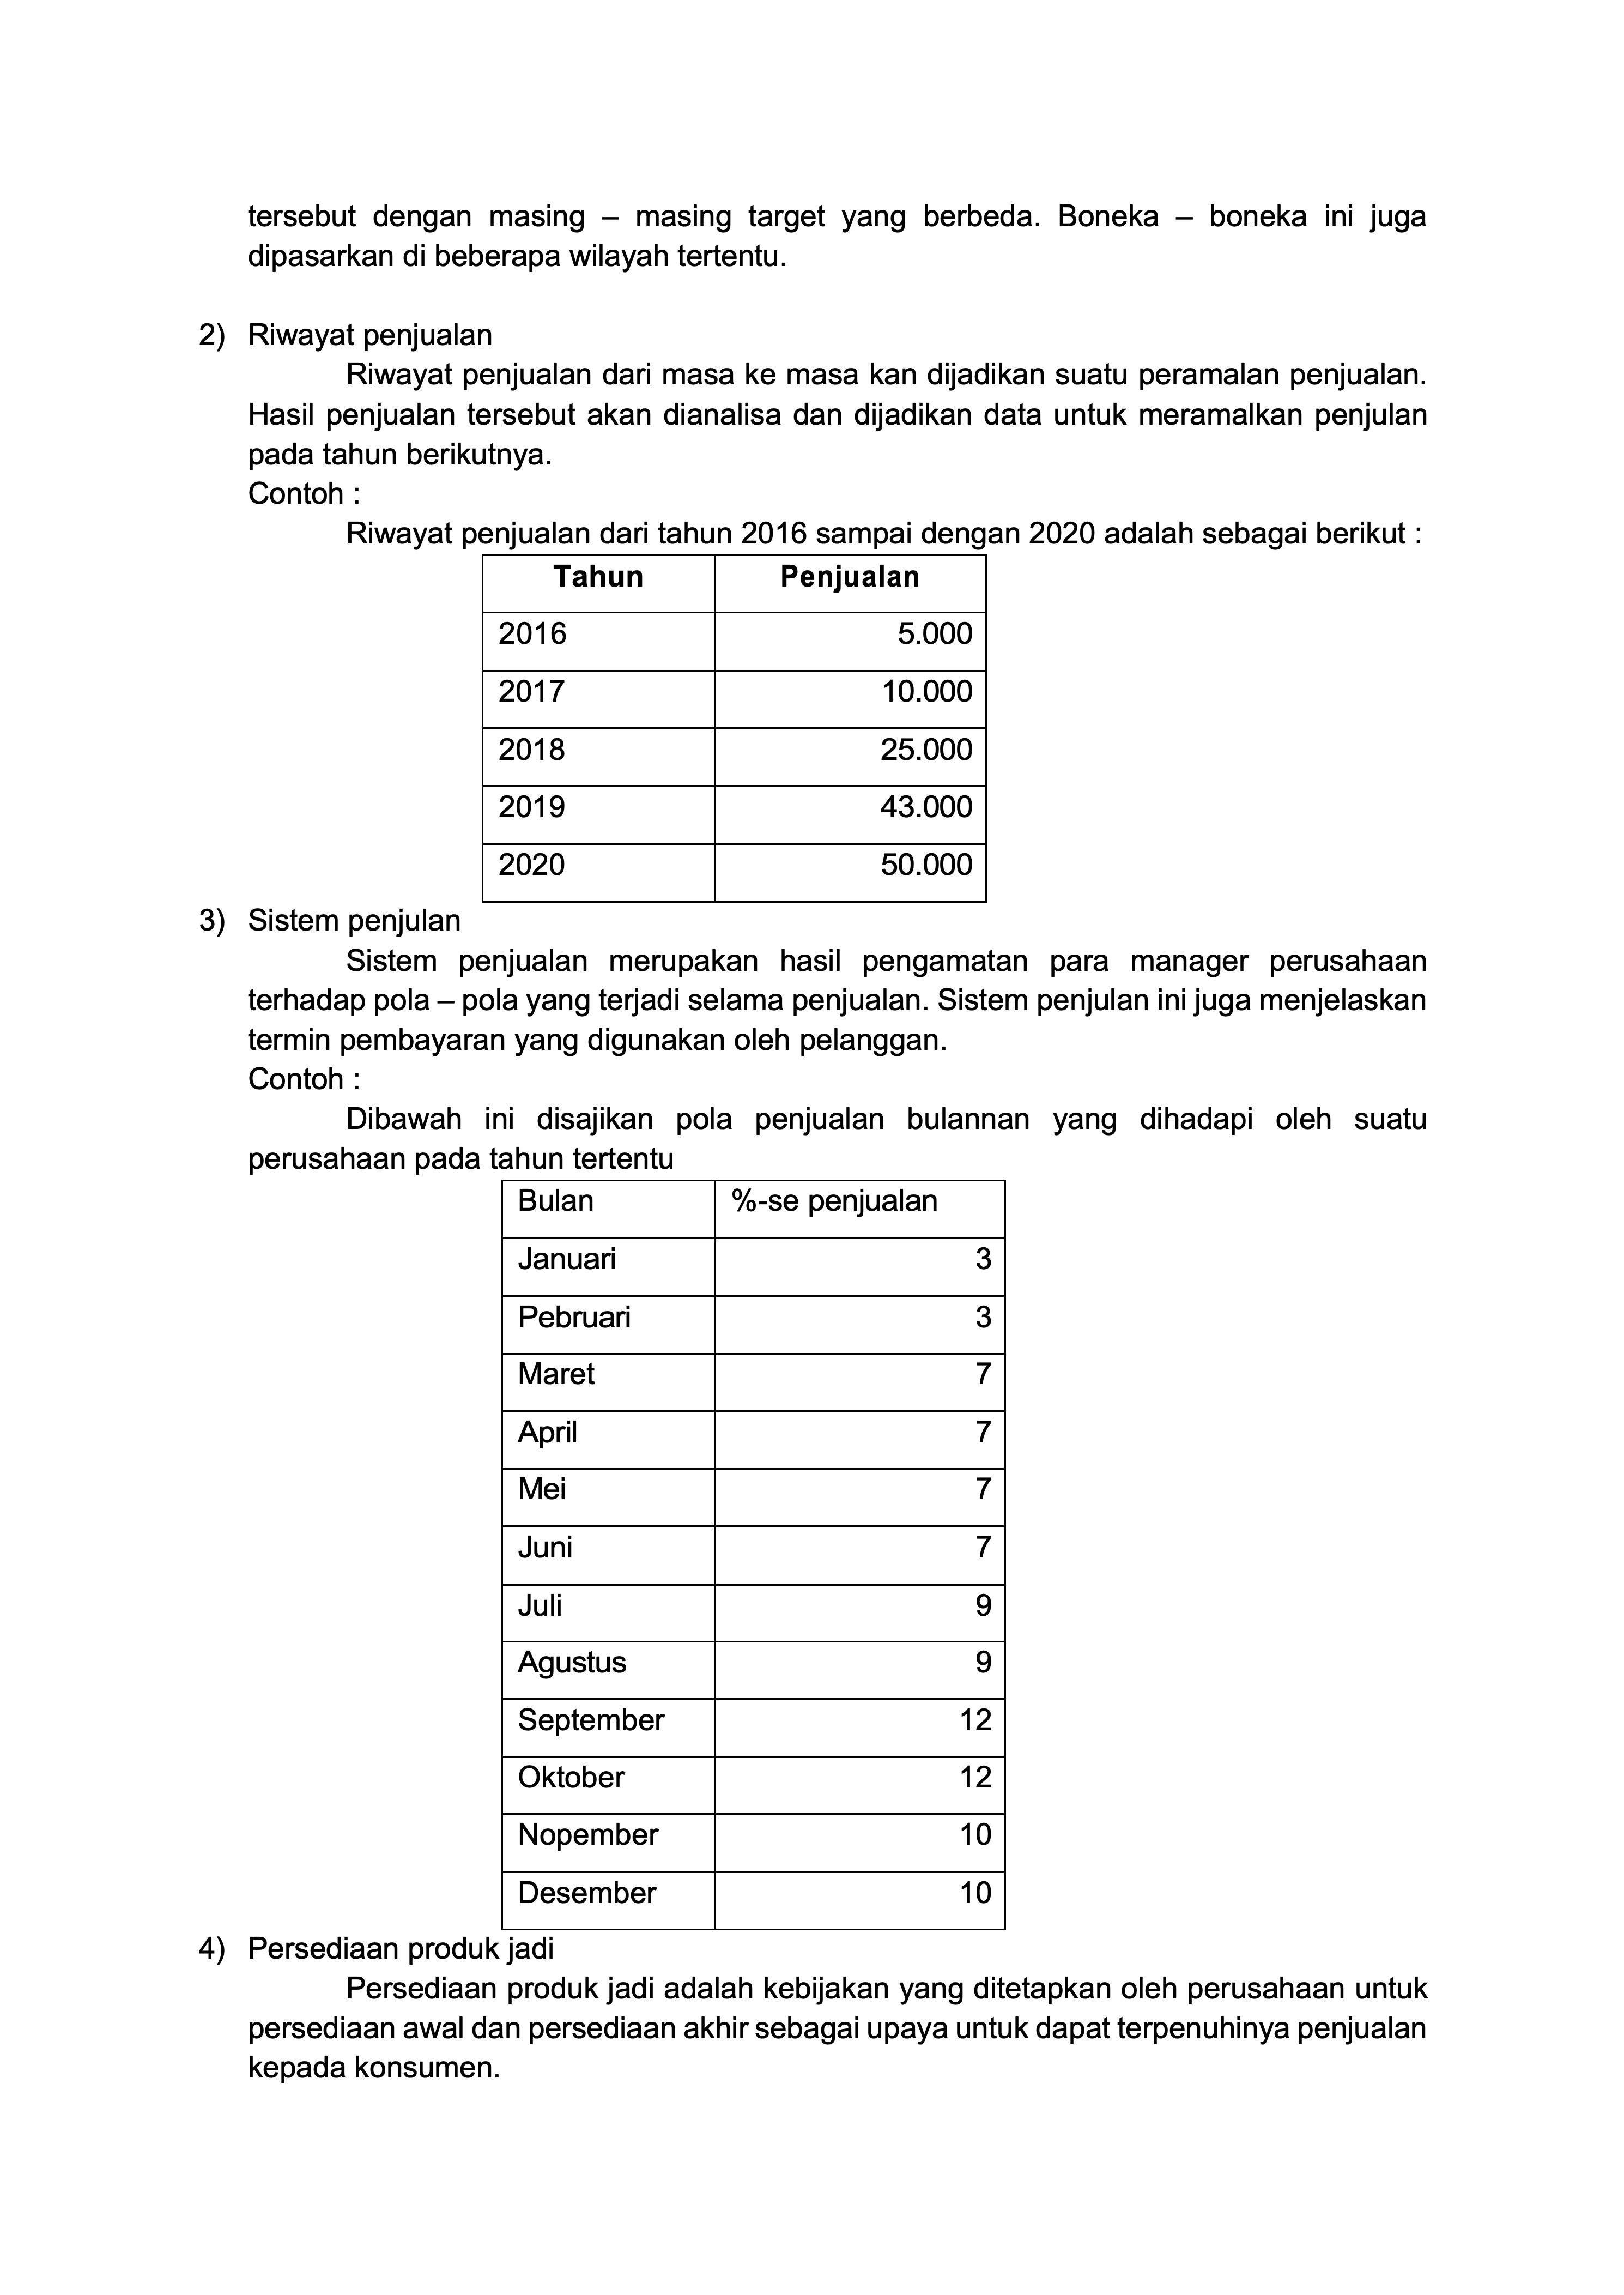 tersebut dengan masing – masing target yang berbeda. Boneka – boneka ini juga
dipasarkan di beberapa wilayah tertentu.
2) Riwayat penjualan
Riwayat penjualan dari masa ke masa kan dijadikan suatu peramalan penjualan.
Hasil penjualan tersebut akan dianalisa dan dijadikan data untuk meramalkan penjulan
pada tahun berikutnya.
Contoh :
Riwayat penjualan dari tahun 2016 sampai dengan 2020 adalah sebagai berikut :
Tahun Penjualan
2016 5.000
2017 10.000
2018 25.000
2019 43.000
2020 50.000
3) Sistem penjulan
Sistem penjualan merupakan hasil pengamatan para manager perusahaan
terhadap pola – pola yang terjadi selama penjualan. Sistem penjulan ini juga menjelaskan
termin pembayaran yang digunakan oleh pelanggan.
Contoh :
Dibawah ini disajikan pola penjualan bulannan yang dihadapi oleh suatu
perusahaan pada tahun tertentu
Bulan %-se penjualan
Januari 3
Pebruari 3
Maret 7
April 7
Mei 7
Juni 7
Juli 9
Agustus 9
September 12
Oktober 12
Nopember 10
Desember 10
4) Persediaan produk jadi
Persediaan produk jadi adalah kebijakan yang ditetapkan oleh perusahaan untuk
persediaan awal dan persediaan akhir sebagai upaya untuk dapat terpenuhinya penjualan
kepada konsumen.